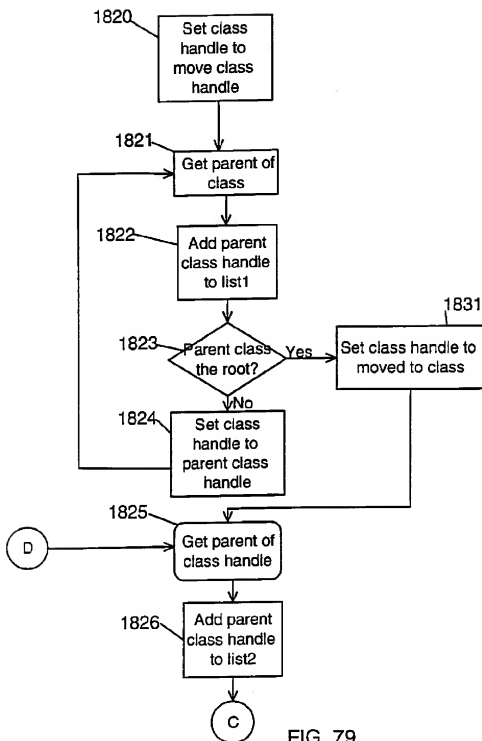 1820
Set class
handle to
move class
handle
1821
Get parent of
class
1822
Add parent
class handle
to list1
1823
Parent class
the root?
Yes
1831
Set class handle to
moved to class
No
1824
Set class
handle to
parent class
handle
1825
D
Get parent of
class handle
1826
Add parent
class handle
to list2
C
FIG. 79